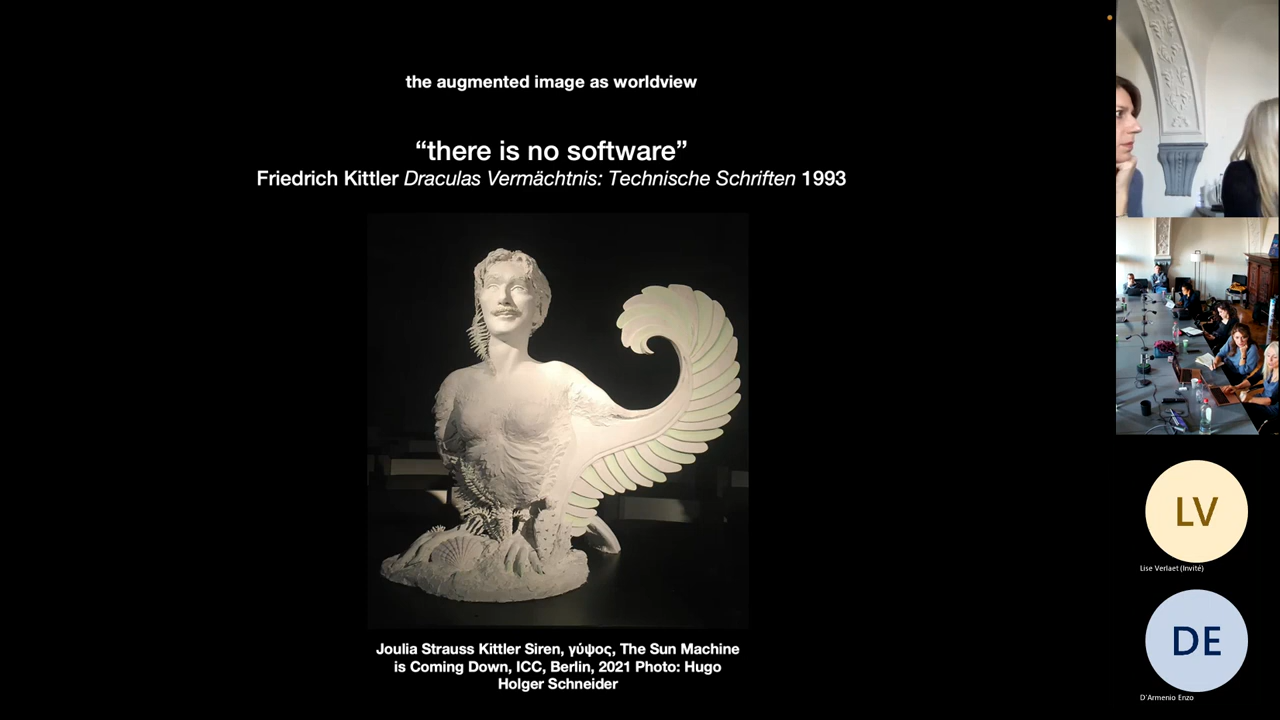 the augmented image as worldview
“there is no software”
Friedrich Kittler Draculas Vermächtnis: Technische Schriften 1993
Joulia Strauss Kittler Siren, γύψος, The Sun Machine
is Coming Down, ICC, Berlin, 2021 Photo: Hugo
Holger Schneider
LV
Lise Verlaet (Invité)
DE
D'Armenio Enzo